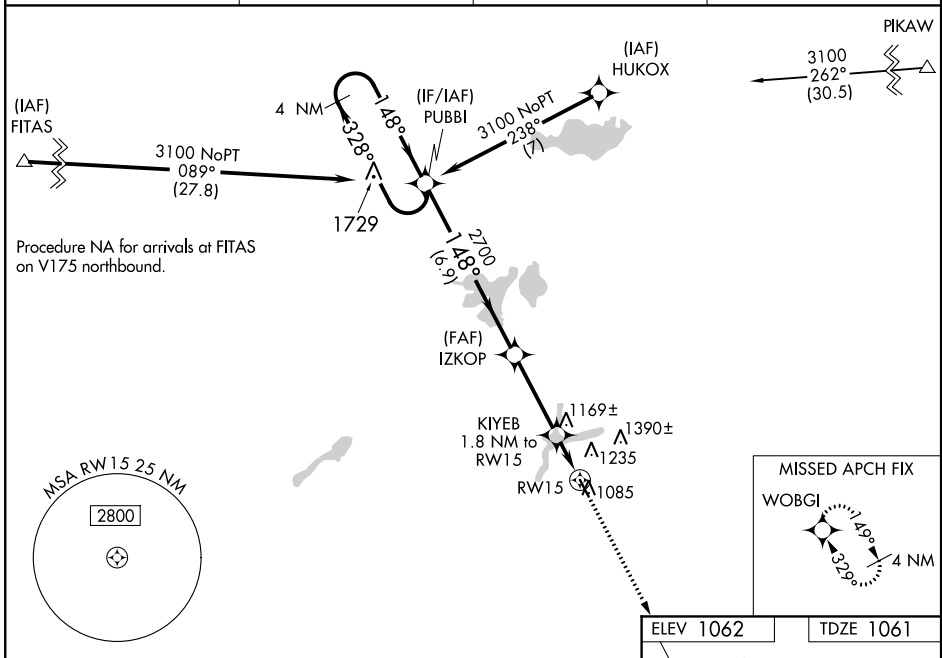 PIKAW
3100
262°
(30.5)
(IAF)
HUKOX
(IF/IAF)
PUBBI
3100 NoPT
238°
(7)
4 NM
148°
328°
(IAF)
FITAS
3100 NoPT
089°
(27.8)
1729
Procedure NA for arrivals at FITAS
on V175 northbound.
2700
148°
(6.9)
(FAF)
IZKOP
KIYEB
1.8 NM to
RW15
1169±
1390±
1235
RW15
1085
MSA RW15 25 NM
2800
MISSED APCH FIX
WOBGI
149°
329°
4 NM
ELEV 1062
TDZE 1061